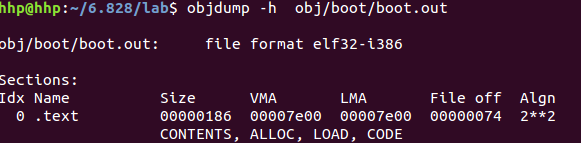 hhp@hhp:~/6.828/lab$ objdump -h  obj/boot/boot.out
obj/boot/boot.out:     file format elf32-i386
Sections:
Idx Name          Size      VMA       LMA       File off  Algn
  0 .text         00000186  00007e00  00007e00  00000074  2**2
                  CONTENTS, ALLOC, LOAD, CODE